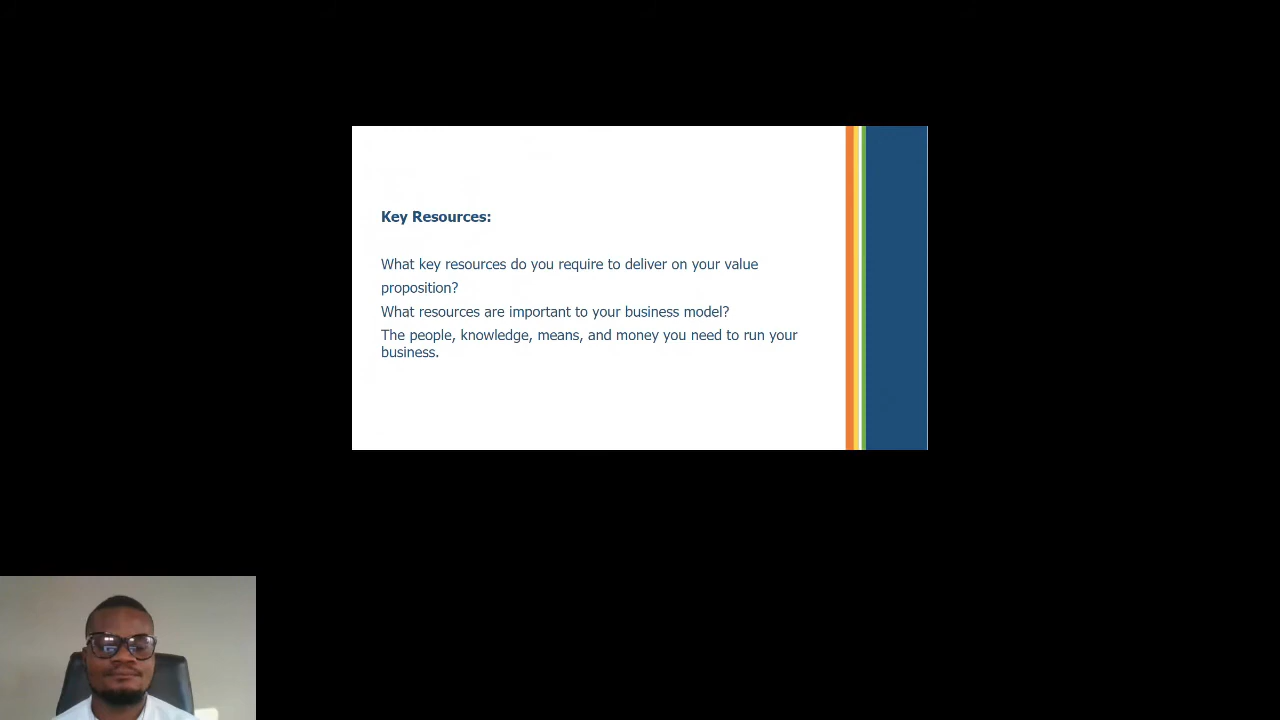 Key Resources:
What key resources do you require to deliver on your value
proposition?
What resources are important to your business model?
The people, knowledge, means, and money you need to run your
business.